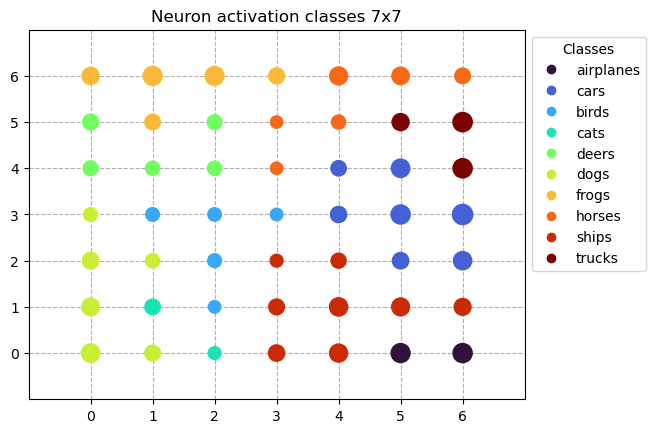 Neuron activation classes 7x7
6
5
4
3
2
1
0
0 1 2 3 4 5 6
Classes
airplanes
cars
birds
cats
deers
dogs
frogs
horses
ships
trucks